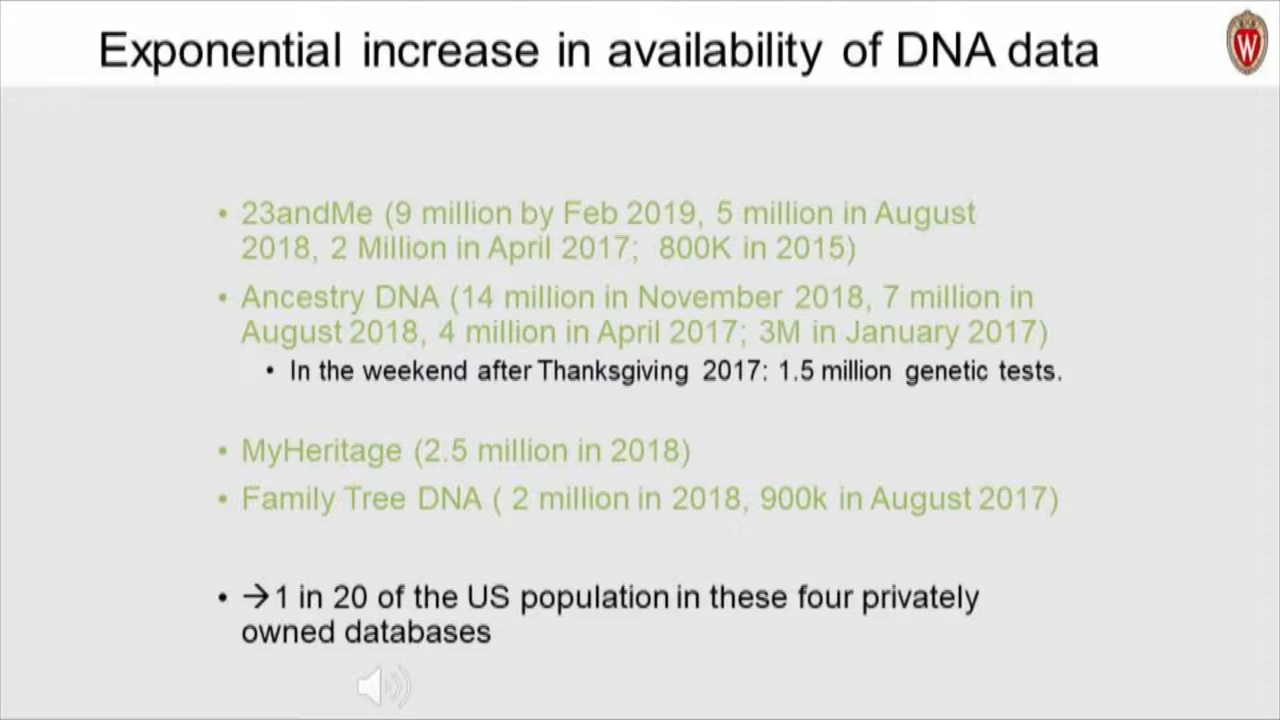 Exponential increase in availability of DNA data
W
• 23andMe (9 million by Feb 2019, 5 million in August
2018, 2 Million in April 2017; 800K in 2015)
• Ancestry DNA (14 million in November 2018, 7 million in
August 2018, 4 million in April 2017; 3M in January 2017)
• In the weekend after Thanksgiving 2017: 1.5 million genetic tests.
• MyHeritage (2.5 million in 2018)
• Family Tree DNA ( 2 million in 2018, 900k in August 2017)
• →1 in 20 of the US population in these four privately
owned databases